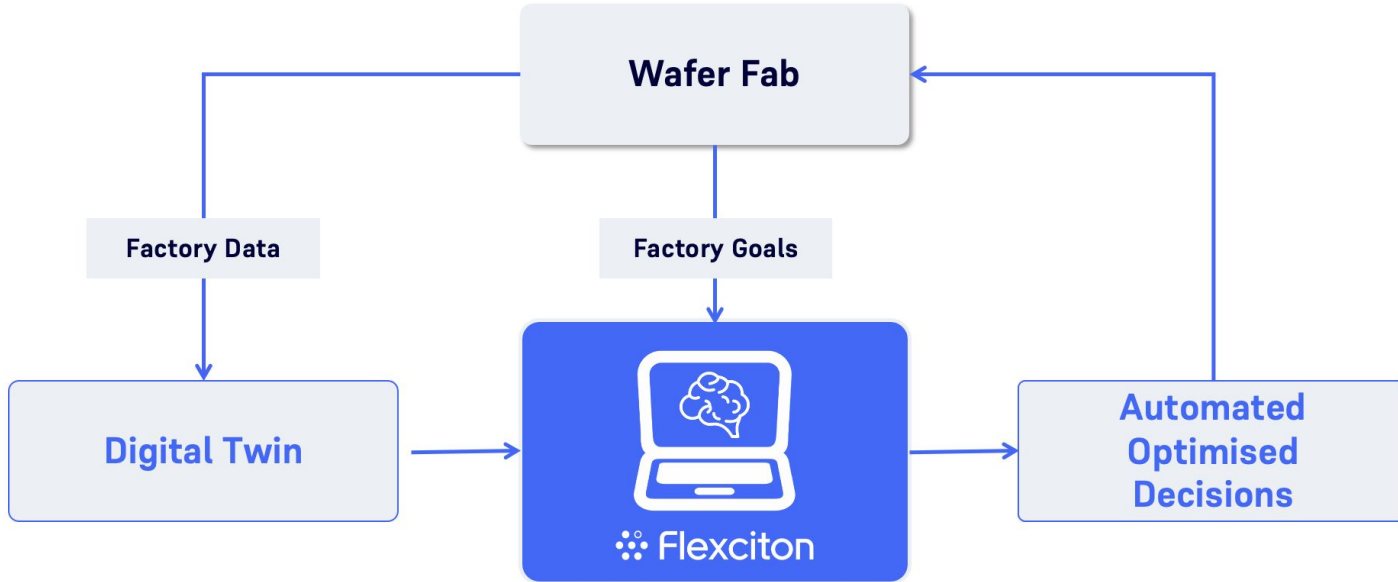 Wafer Fab
Factory Data
Factory Goals
Digital Twin
Flexciton
Automated
Optimised
Decisions